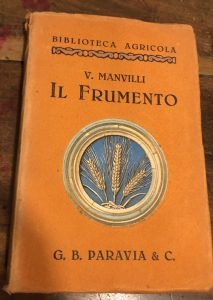 BIBLIOTECA AGRICOLA
V. MANVILLI
IL FRUMENTO
G. B. PARAVIA & C.